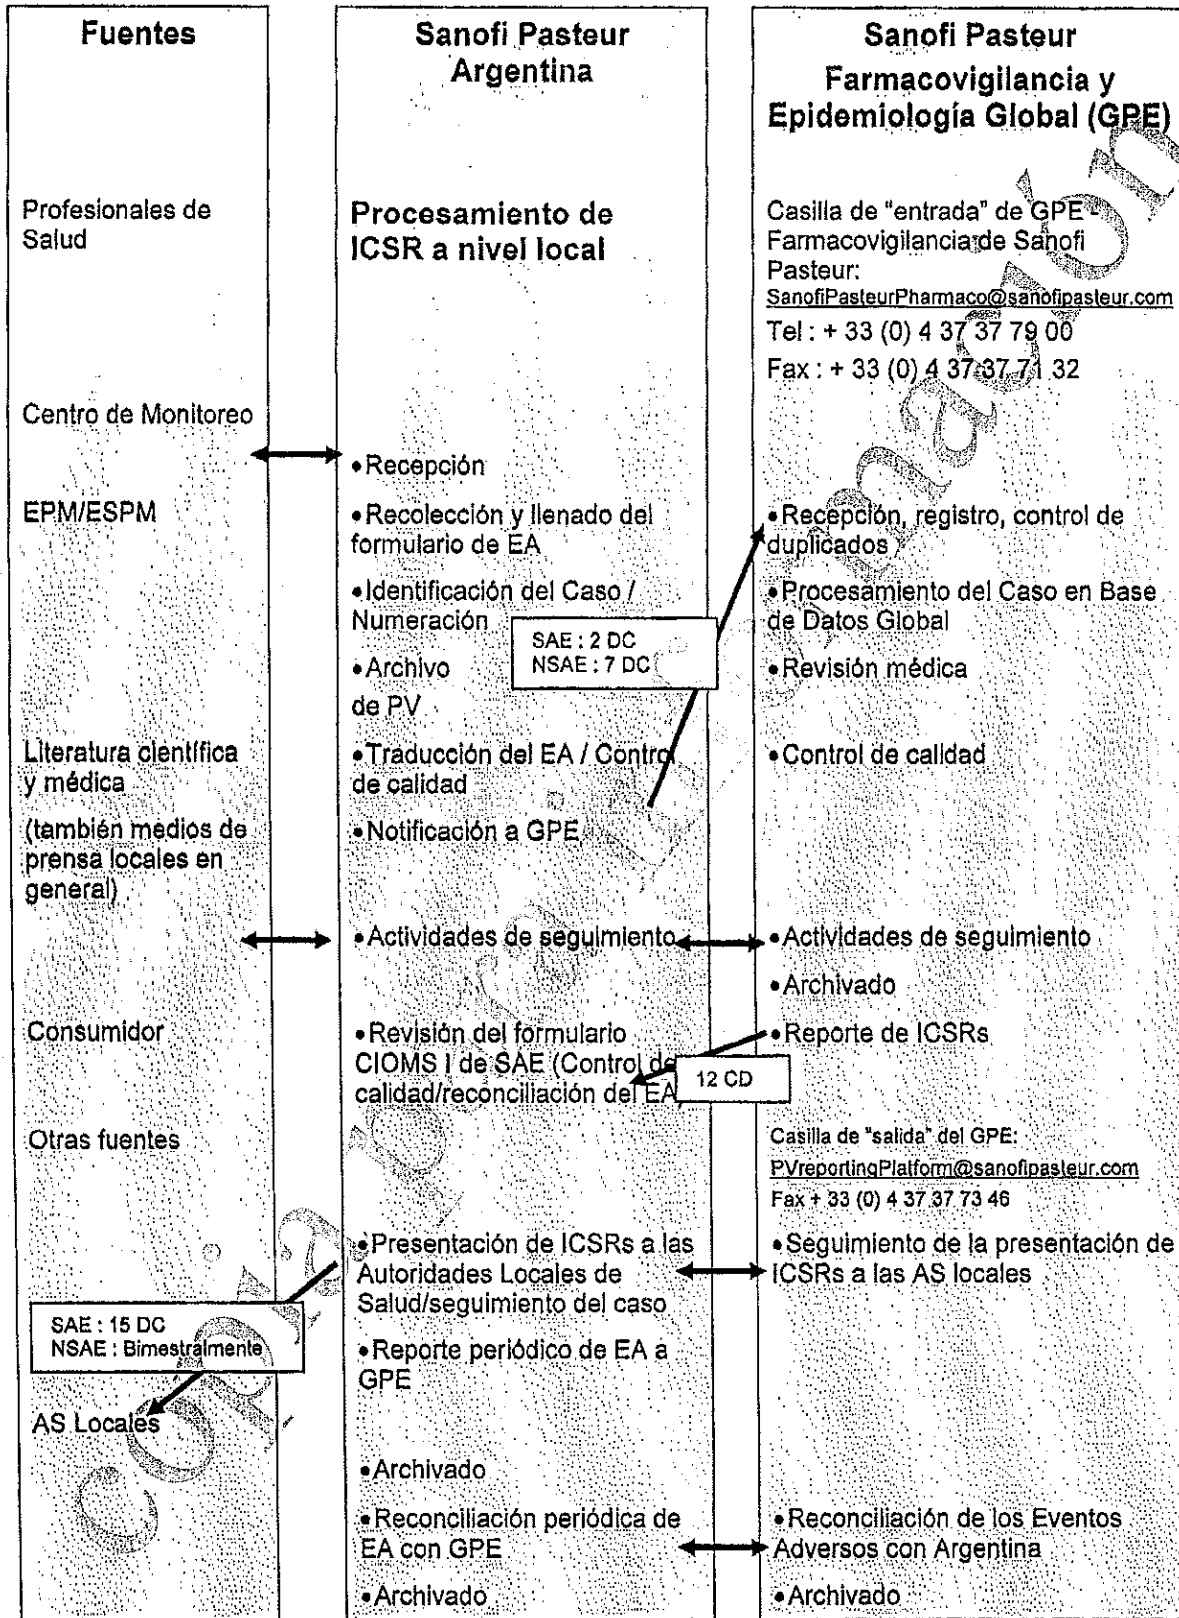 Fuentes
Profesionales de
Salud
Centro de Monitoreo
EPM/ESPM
Literatura científica
y médica
(también medios de
prensa locales en
general)
Consumidor
Otras fuentes
SAE : 15 DC
NSAE : Bimestralmente
AS Locales
Sanofi Pasteur
Argentina
Procesamiento de
ICSR a nivel local
•Recepción
•Recolección y llenado del
formulario de EA
•Identificación del Caso /
Numeración
SAE : 2 DC
NSAE : 7 DC
•Archivo
de PV
•Traducción del EA / Control
de calidad
•Notificación a GPE
•Actividades de seguimiento
•Revisión del formulario
CIOMS I de SAE (Control de
calidad/reconciliación del EA
12 CD
•Presentación de ICSRs a las
Autoridades Locales de
Salud/seguimiento del caso
•Reporte periódico de EA a
GPE
•Archivado
•Reconciliación periódica de
EA con GPE
•Archivado
Sanofi Pasteur
Farmacovigilancia y
Epidemiología Global (GPE)
Casilla de "entrada" de GPE -
Farmacovigilancia de Sanofi
Pasteur:
SanofiPasteurPharmaco@sanofipasteur.com
Tel : + 33 (0) 4 37 37 79 00
Fax : + 33 (0) 4 37 37 71 32
•Recepción, registro, control de
duplicados
•Procesamiento del Caso en Base
de Datos Global
•Revisión médica
•Control de calidad
•Actividades de seguimiento
•Archivado
•Reporte de ICSRs
Casilla de "salida" del GPE:
PVreportingPlatform@sanofipasteur.com
Fax + 33 (0) 4 37 37 73 46
•Seguimiento de la presentación de
ICSRs a las AS locales
•Reconciliación de los Eventos
Adversos con Argentina
•Archivado